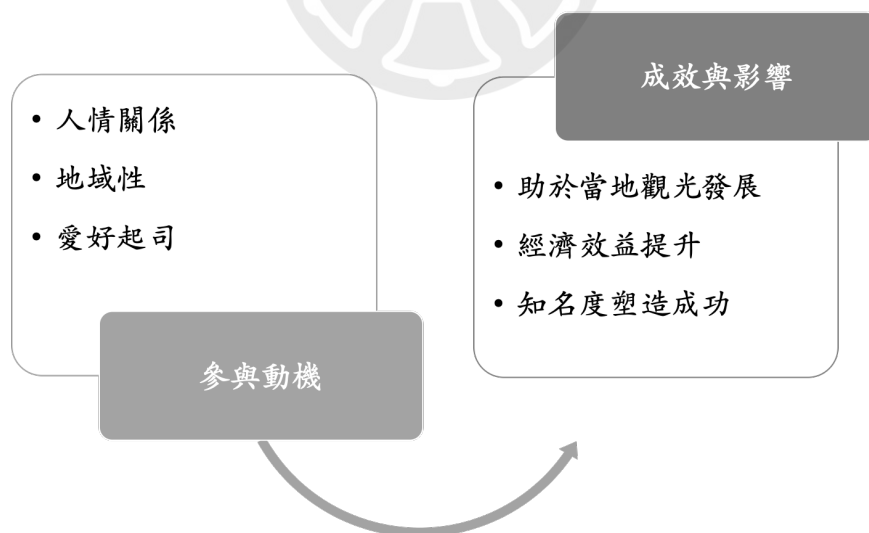 • 人情關係
• 地域性
• 愛好起司
參與動機
成效與影響
• 助於當地觀光發展
• 經濟效益提升
• 知名度塑造成功